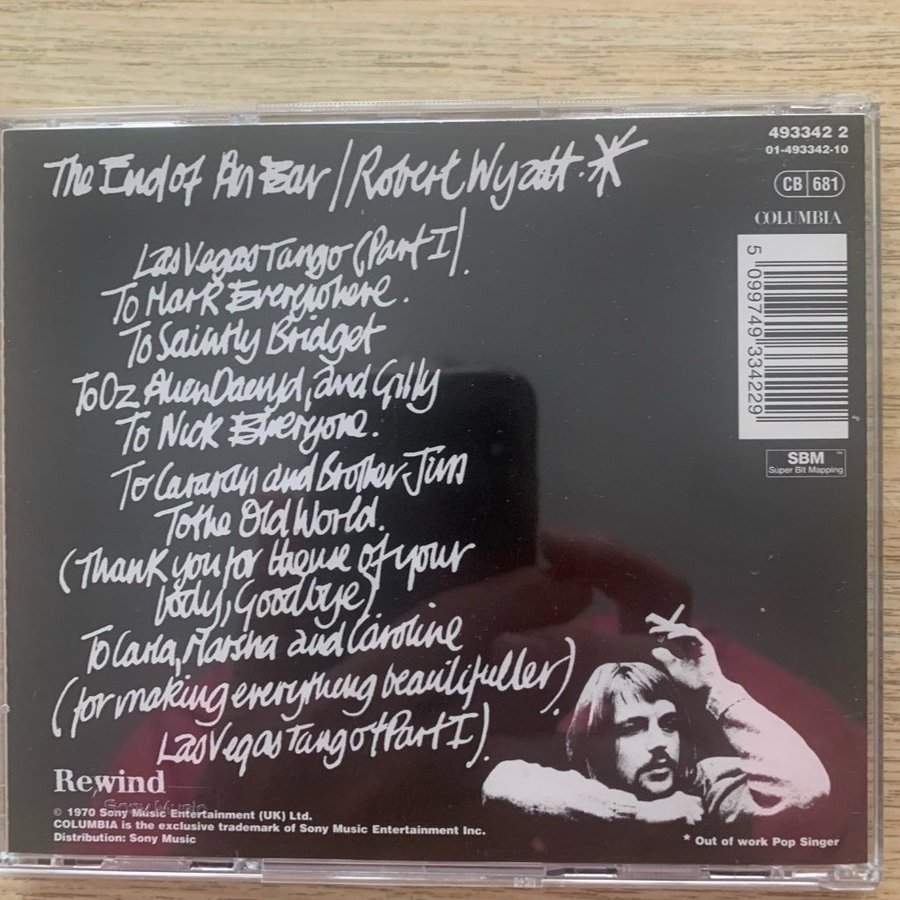 The End of An Ear / Robert Wyatt. *
493342 2
01-493342-10
CB 681
COLUMBIA
5 099749 334229
SBM™
Super Bit Mapping
Las Vegas Tango (Part I).
To Mark Everywhere.
To Saintly Bridget
To Oz Alien Daevyd, and Gilly
To Nick Everyone.
To Caravan and Brother Jim
To the Old World.
(Thank you for the use of your
body, Goodbye)
To Carla, Marsha and Caroline
(for making everything beautifuller)
Las Vegas Tango (Part I)
Rewind
Sony Music
© 1970 Sony Music Entertainment (UK) Ltd.
COLUMBIA is the exclusive trademark of Sony Music Entertainment Inc.
Distribution: Sony Music
* Out of work Pop Singer